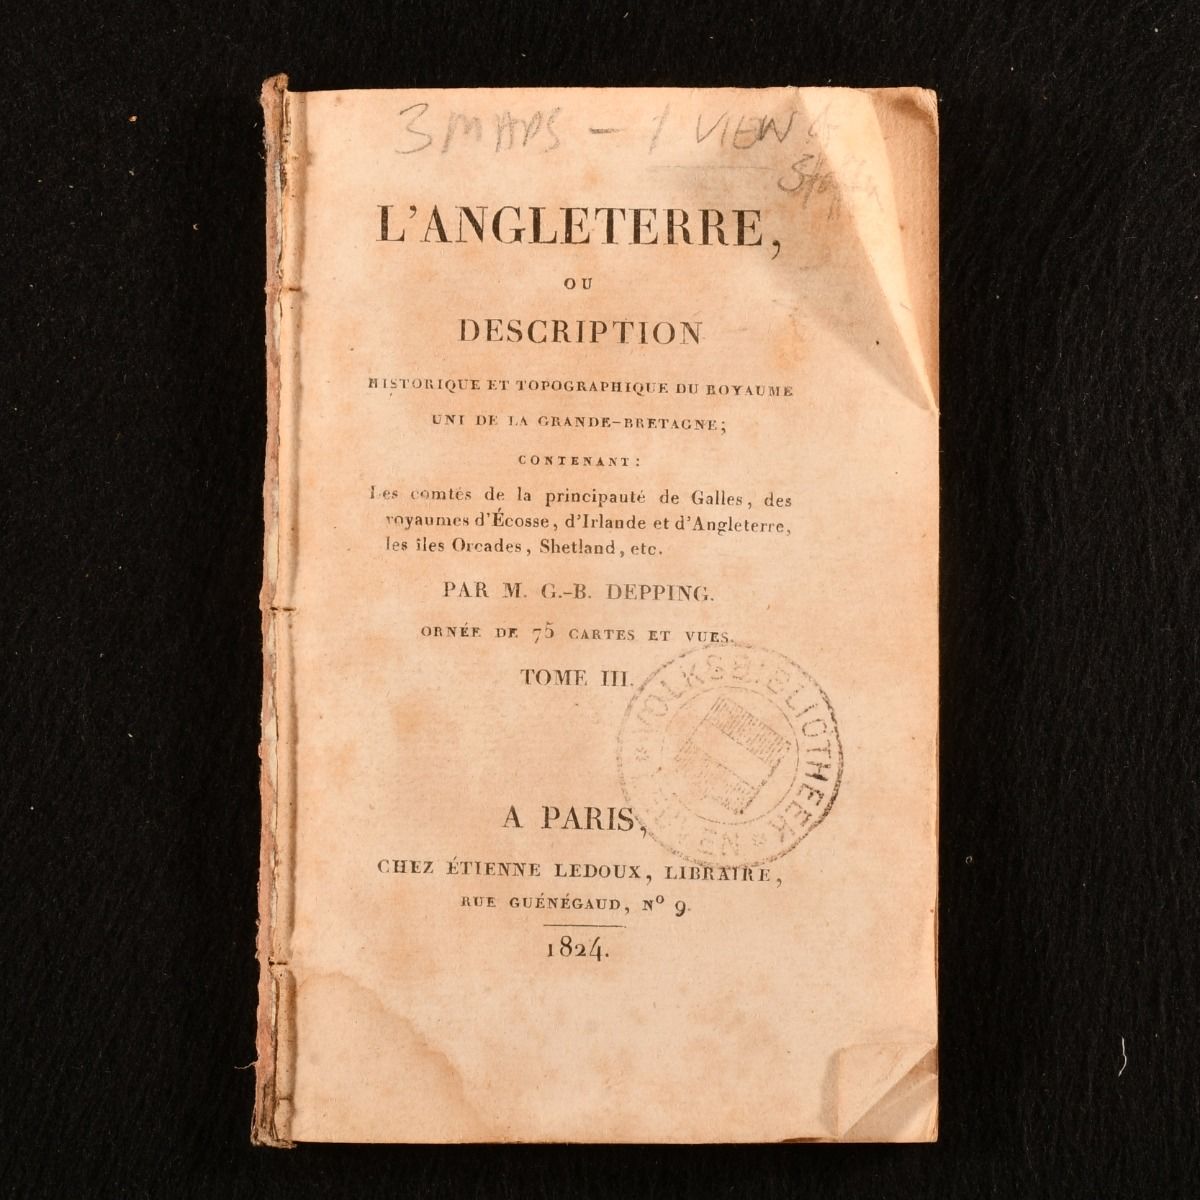 3 MAPS — 1 VIEW of
L'ANGLETERRE,
OU
DESCRIPTION
HISTORIQUE ET TOPOGRAPHIQUE DU ROYAUME
UNI DE LA GRANDE-BRETAGNE;
CONTENANT:
Les comtés de la principauté de Galles, des
royaumes d'Écosse, d'Irlande et d'Angleterre,
les îles Orcades, Shetland, etc.
PAR M. G.-B. DEPPING.
ORNÉE DE 75 CARTES ET VUES.
TOME III.
VOLKSBIBLIOTHEEK
A PARIS,
CHEZ ÉTIENNE LEDOUX, LIBRAIRE,
RUE GUÉNÉGAUD, Nº 9.
1824.